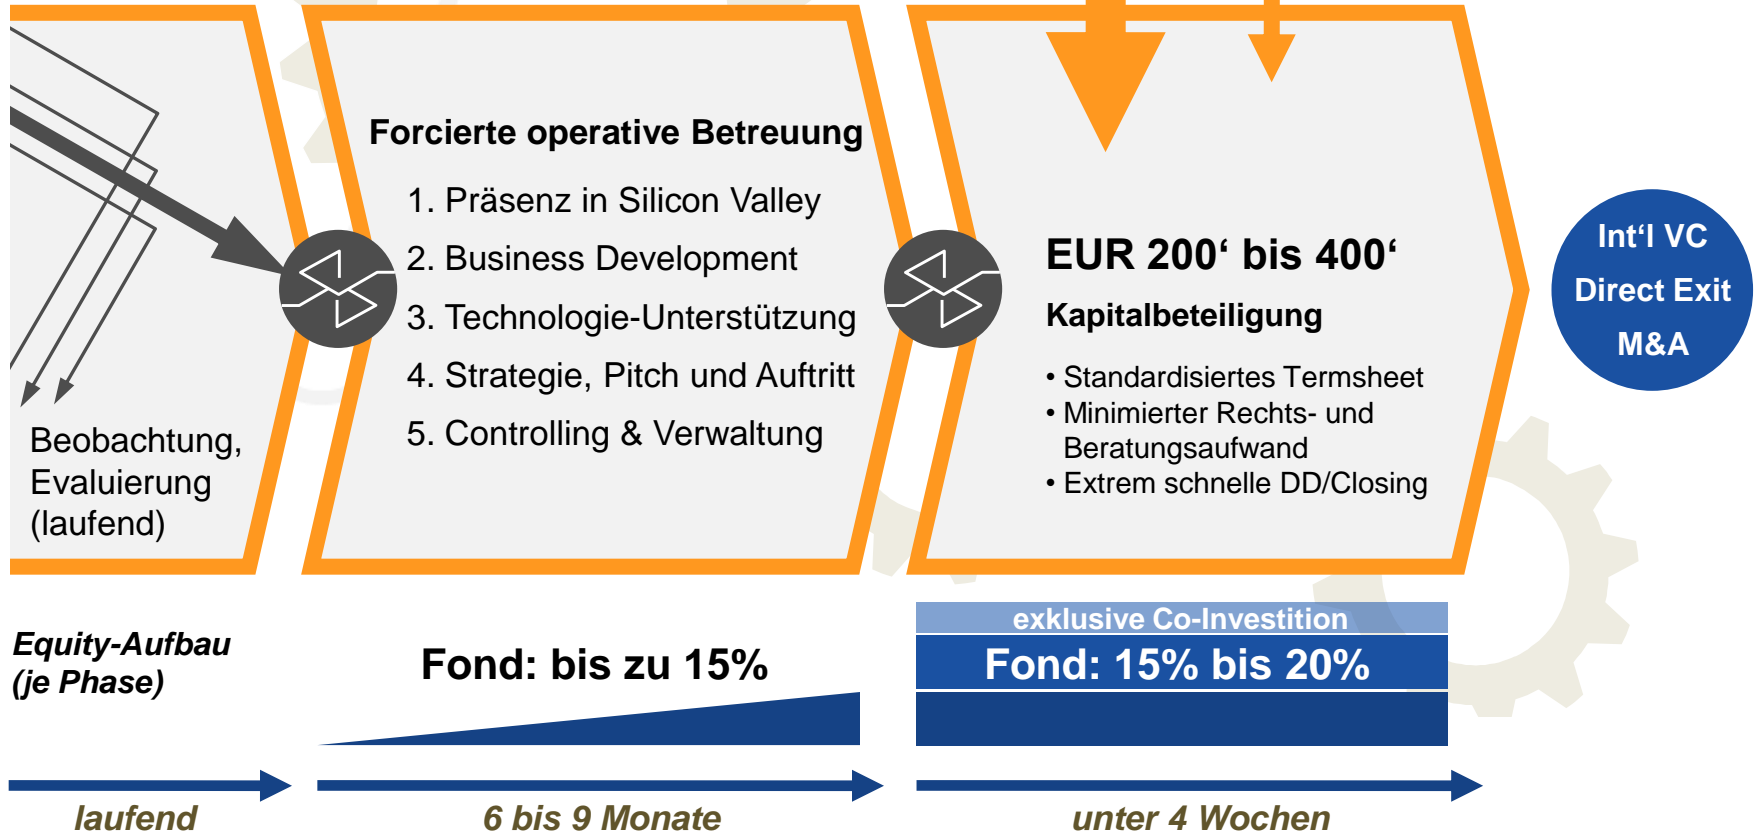 Beobachtung,
Evaluierung
(laufend)
Forcierte operative Betreuung
1. Präsenz in Silicon Valley
2. Business Development
3. Technologie-Unterstützung
4. Strategie, Pitch und Auftritt
5. Controlling & Verwaltung
EUR 200‘ bis 400‘
Kapitalbeteiligung
• Standardisiertes Termsheet
• Minimierter Rechts- und
Beratungsaufwand
• Extrem schnelle DD/Closing
Int‘l VC
Direct Exit
M&A
Equity-Aufbau
(je Phase)
Fond: bis zu 15%
exklusive Co-Investition
Fond: 15% bis 20%
laufend
6 bis 9 Monate
unter 4 Wochen